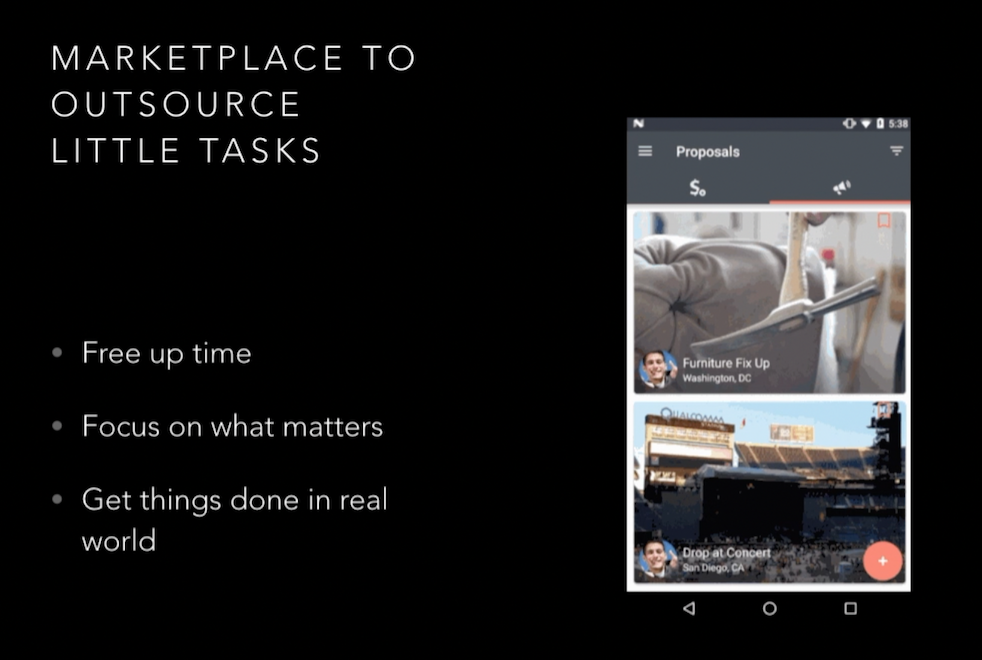 MARKETPLACE TO
OUTSOURCE
LITTLE TASKS
Free up time
Focus on what matters
Get things done in real
world
5:38
Proposals
Furniture Fix Up
Washington, DC
QUALCOMM
Drop at Concert
San Diego, CA